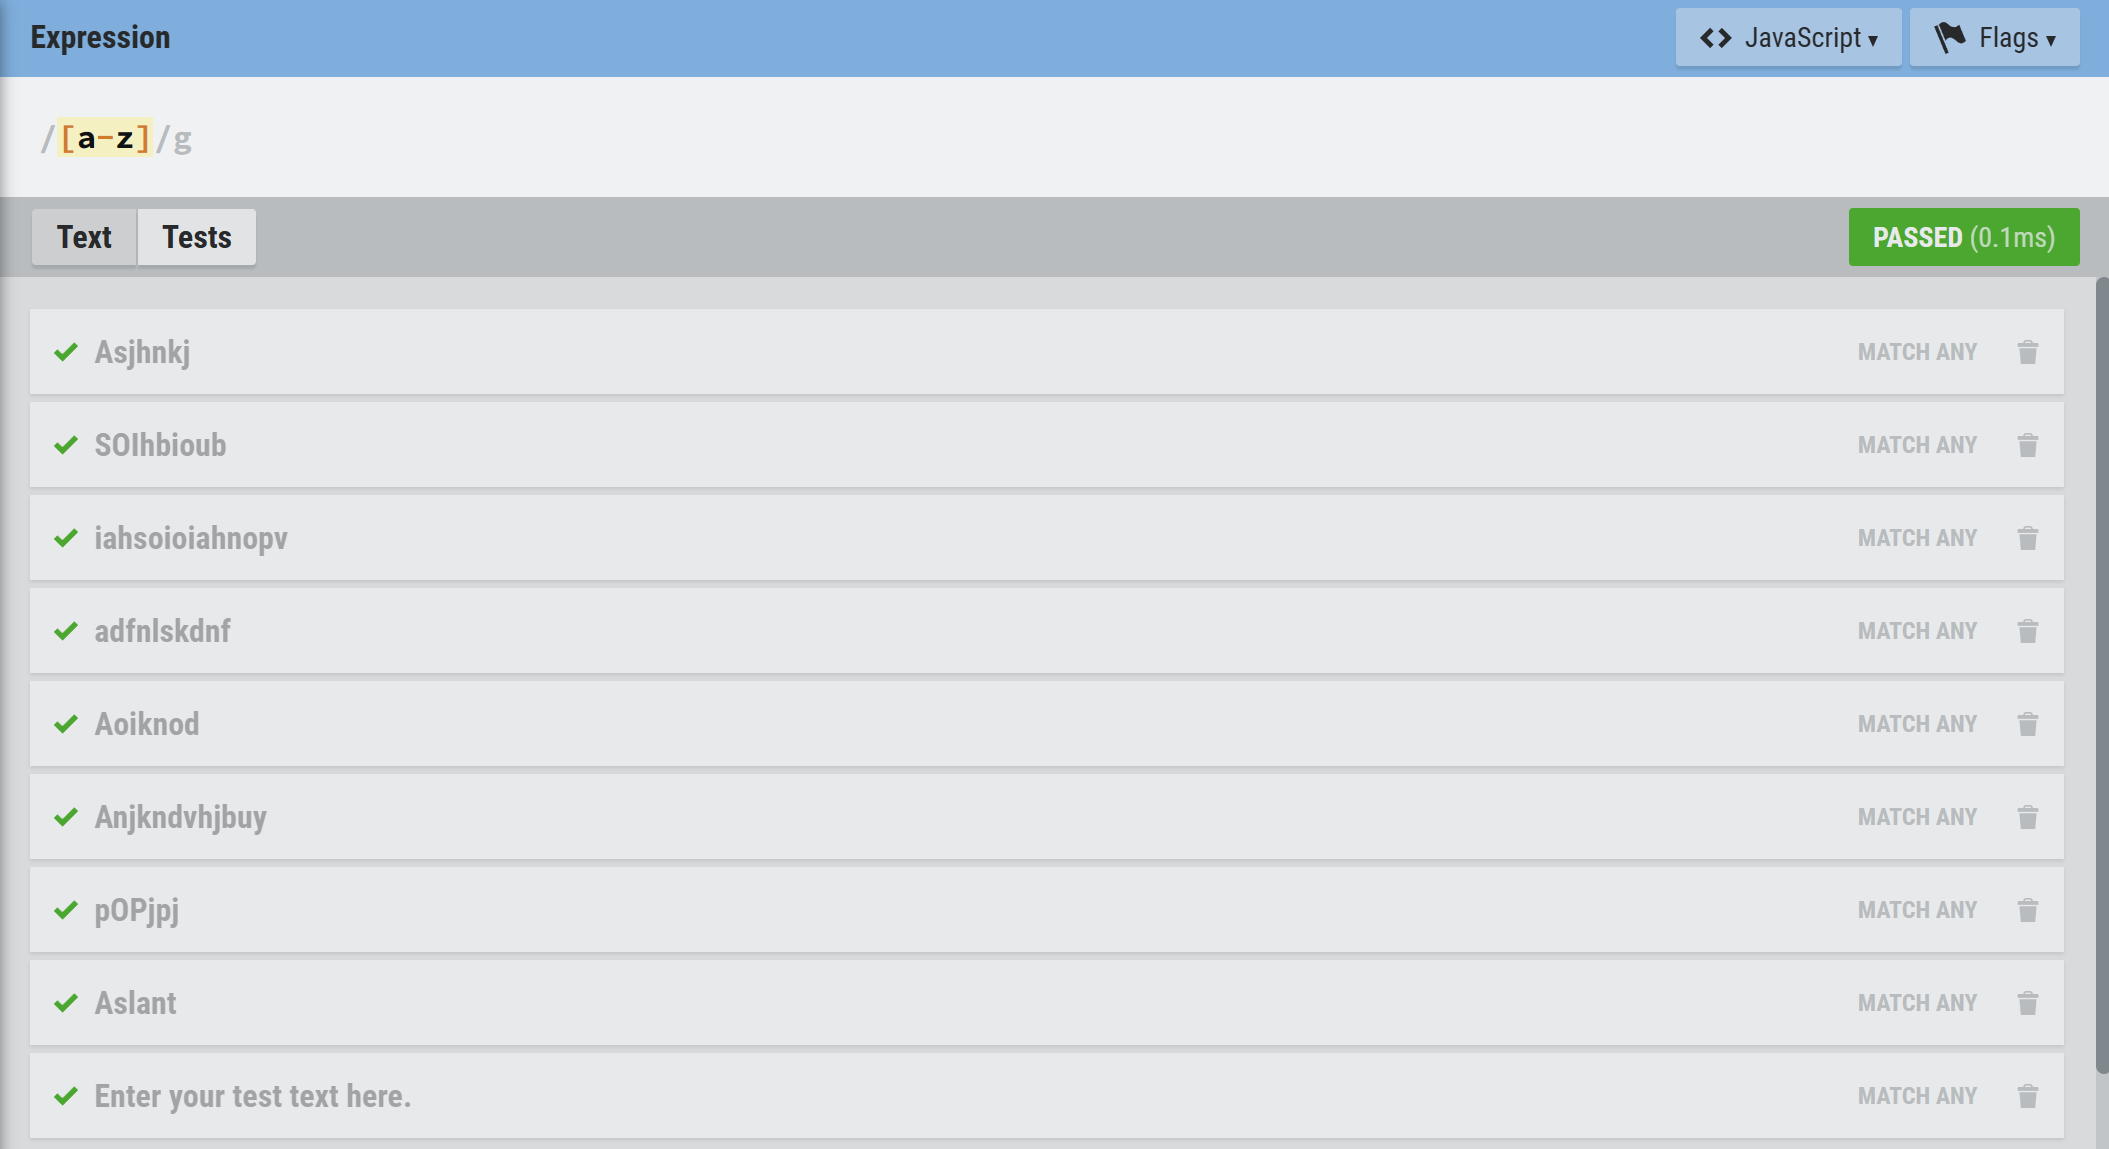 Expression
JavaScript ▾
Flags ▾
/[a-z]/g
Text
Tests
PASSED (0.1ms)
Asjhnkj MATCH ANY
SOIhbioub MATCH ANY
iahsoioiahnopv MATCH ANY
adfnlskdnf MATCH ANY
Aoiknod MATCH ANY
Anjkndvhjbuy MATCH ANY
pOPjpj MATCH ANY
Aslant MATCH ANY
Enter your test text here. MATCH ANY